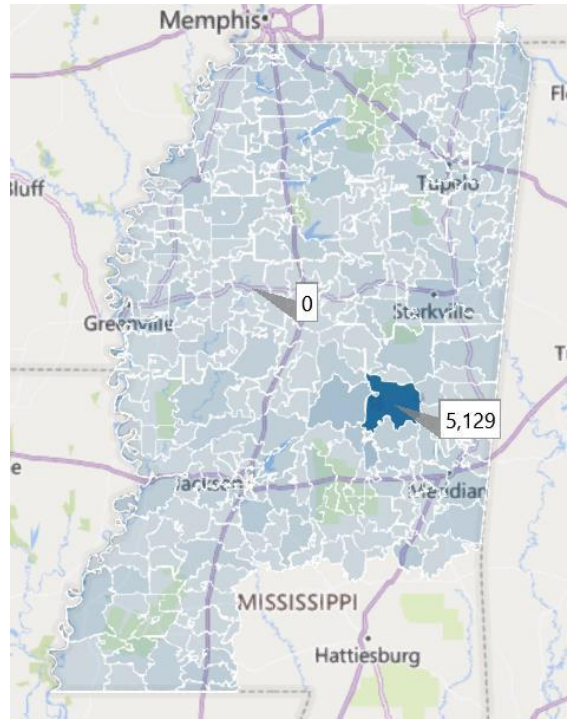 Memphis
Fl
Tupelo
luff
0
Starkville
Greenville
T
5,129
e
Jackson
Meridian
MISSISSIPPI
Hattiesburg